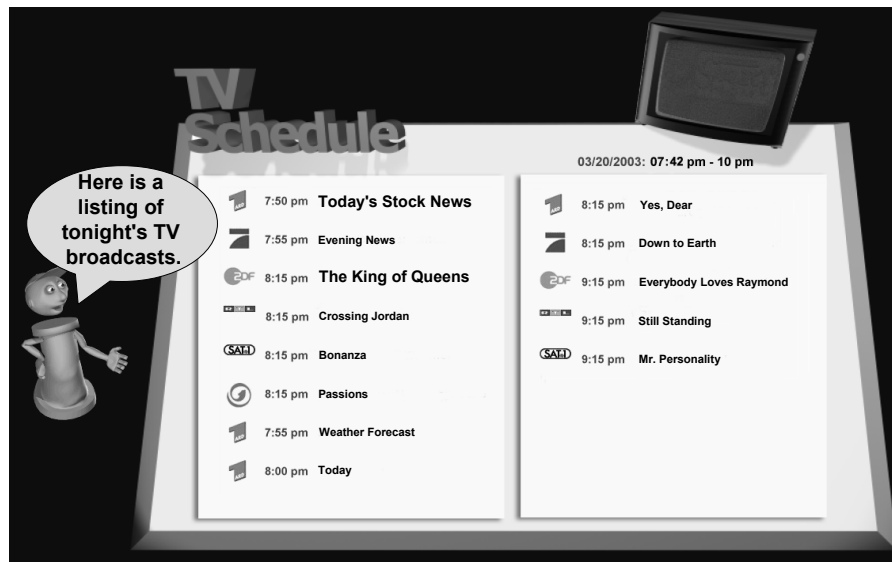 TV
Schedule
03/20/2003: 07:42 pm - 10 pm
Here is a
listing of
tonight's TV
broadcasts.
ARD 7:50 pm Today's Stock News
7:55 pm Evening News
ZDF 8:15 pm The King of Queens
8:15 pm Crossing Jordan
SAT.1 8:15 pm Bonanza
8:15 pm Passions
ARD 7:55 pm Weather Forecast
ARD 8:00 pm Today
ARD 8:15 pm Yes, Dear
8:15 pm Down to Earth
ZDF 9:15 pm Everybody Loves Raymond
9:15 pm Still Standing
SAT.1 9:15 pm Mr. Personality